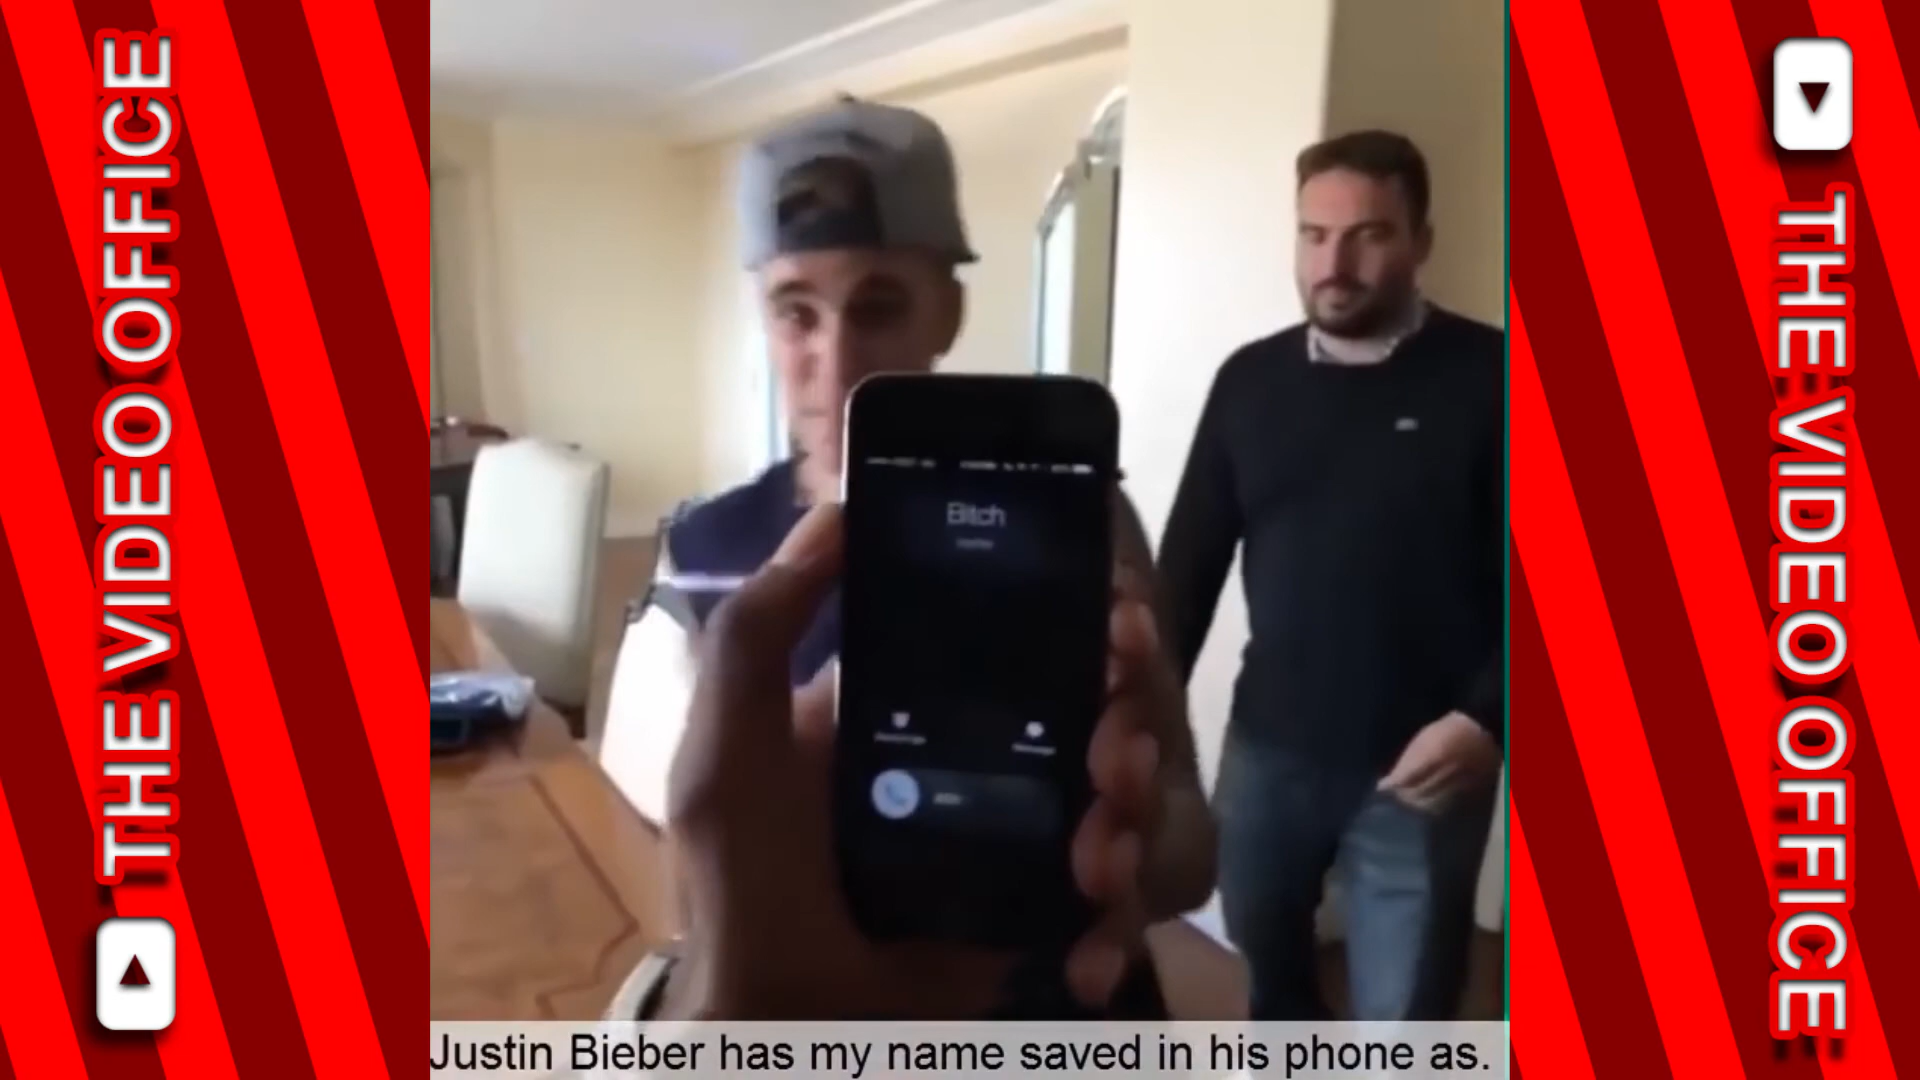 THE VIDEO OFFICE
Bitch
Justin Bieber has my name saved in his phone as.
THE VIDEO OFFICE